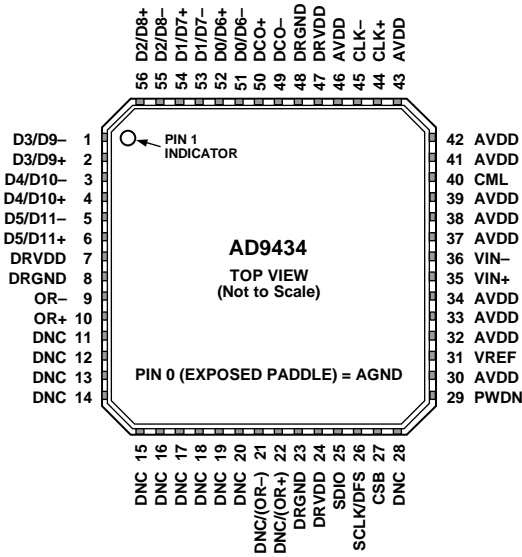 56 D2/D8+
55 D2/D8–
54 D1/D7+
53 D1/D7–
52 D0/D6+
51 D0/D6–
50 DCO+
49 DCO–
48 DRGND
47 DRVDD
46 AVDD
45 CLK–
44 CLK+
43 AVDD
D3/D9– 1
D3/D9+ 2
D4/D10– 3
D4/D10+ 4
D5/D11– 5
D5/D11+ 6
DRVDD 7
DRGND 8
OR– 9
OR+ 10
DNC 11
DNC 12
DNC 13
DNC 14
PIN 1
INDICATOR
AD9434
TOP VIEW
(Not to Scale)
PIN 0 (EXPOSED PADDLE) = AGND
42 AVDD
41 AVDD
40 CML
39 AVDD
38 AVDD
37 AVDD
36 VIN–
35 VIN+
34 AVDD
33 AVDD
32 AVDD
31 VREF
30 AVDD
29 PWDN
DNC 15
DNC 16
DNC 17
DNC 18
DNC 19
DNC 20
DNC/(OR–) 21
DNC/(OR+) 22
DRGND 23
DRVDD 24
SDIO 25
SCLK/DFS 26
CSB 27
DNC 28